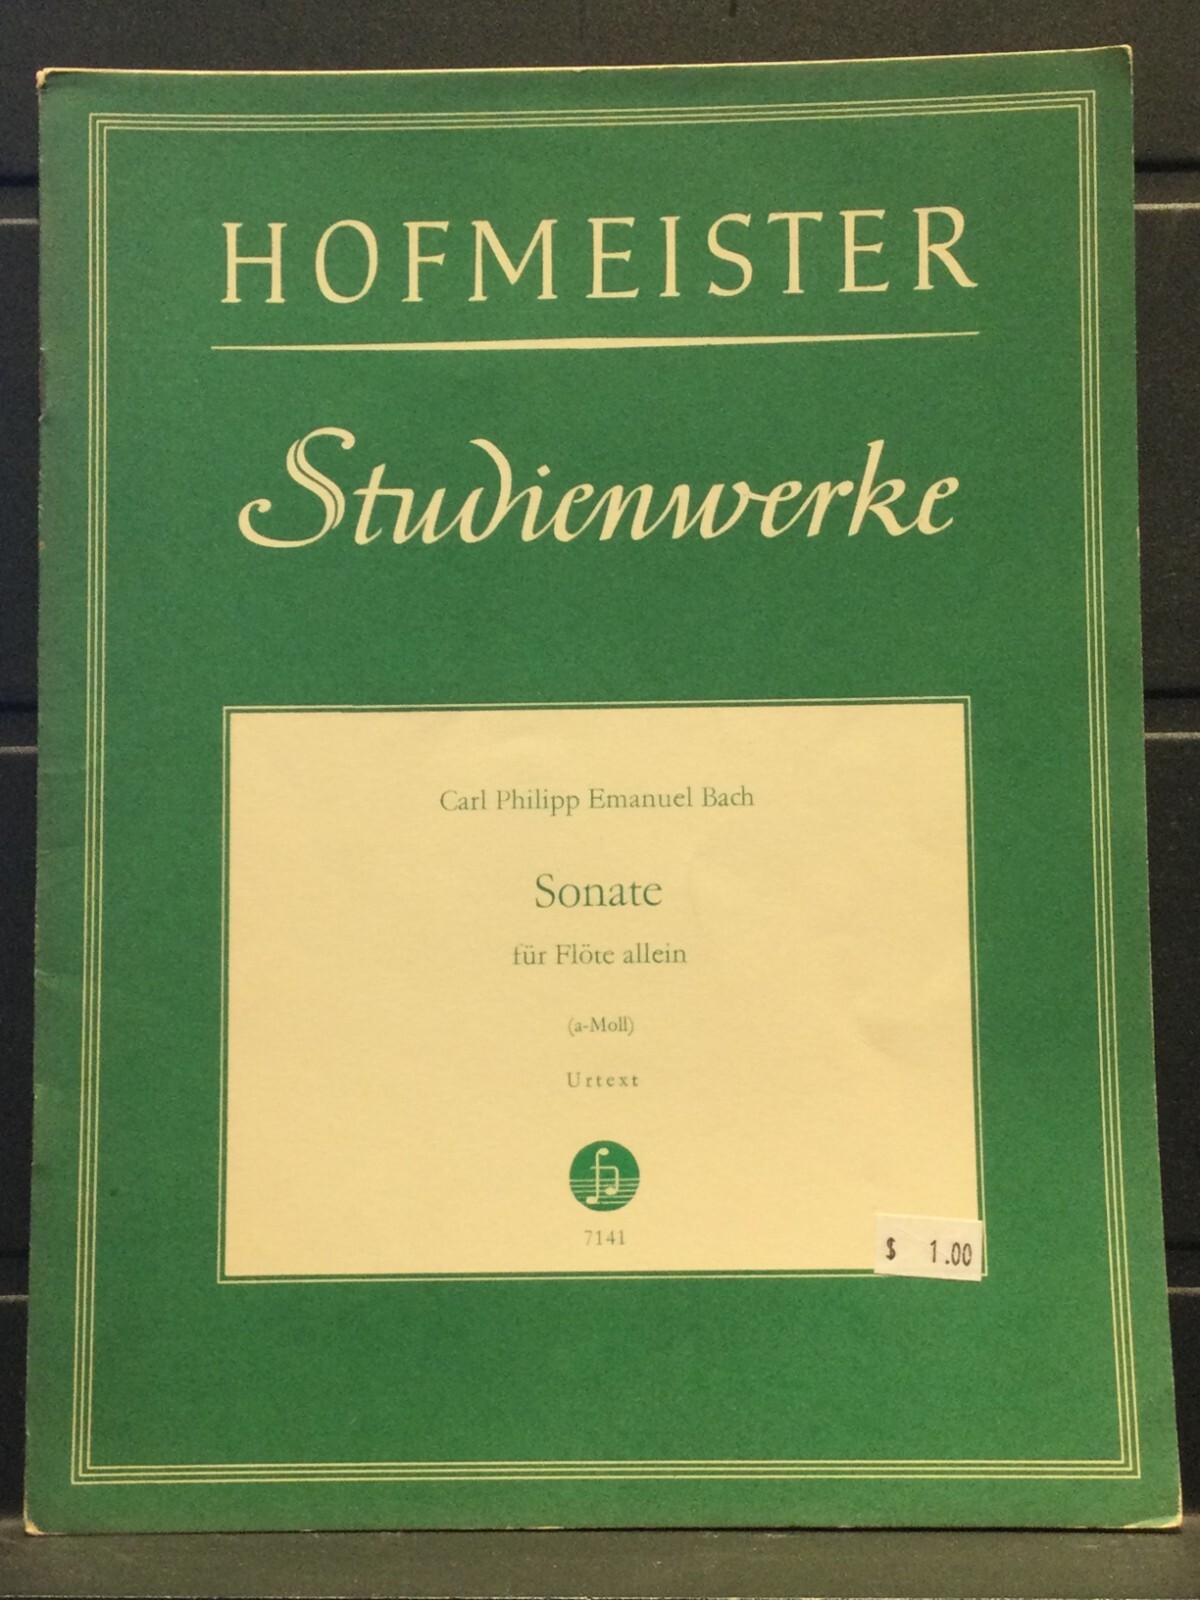 HOFMEISTER
Studienwerke
Carl Philipp Emanuel Bach
Sonate
für Flöte allein
(a-Moll)
Urtext
7141
$ 1.00